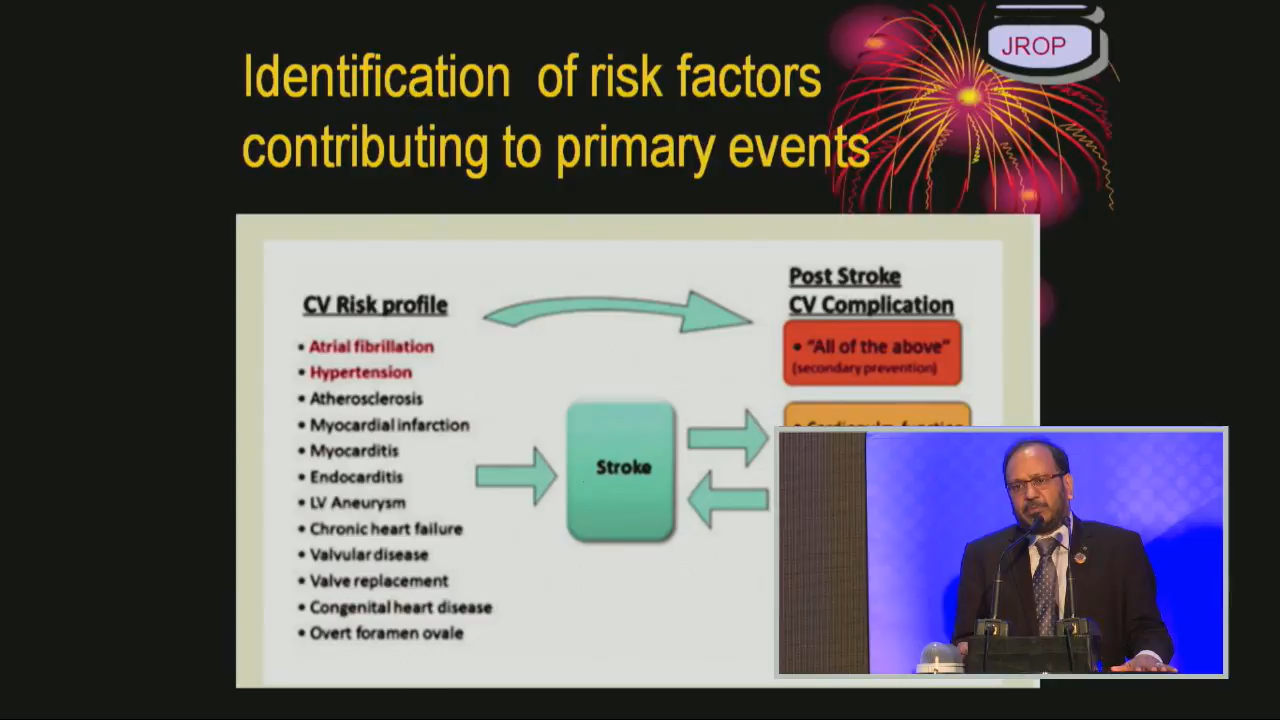 JROP
Identification of risk factors
contributing to primary events
CV Risk profile
• Atrial fibrillation
• Hypertension
• Atherosclerosis
• Myocardial infarction
• Myocarditis
• Endocarditis
• LV Aneurysm
• Chronic heart failure
• Valvular disease
• Valve replacement
• Congenital heart disease
• Overt foramen ovale
Stroke
Post Stroke
CV Complication
• "All of the above"
(secondary prevention)